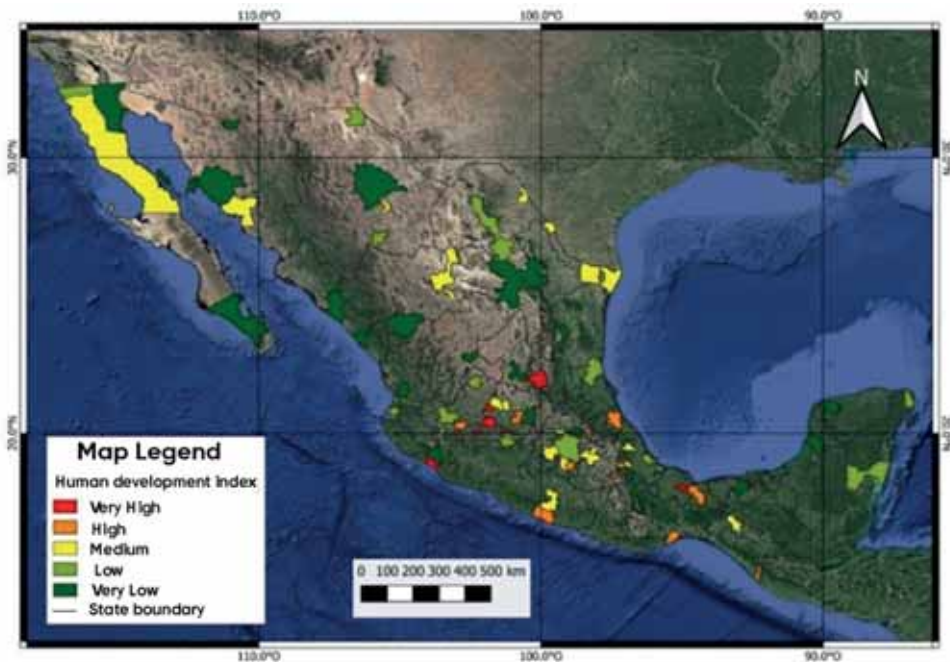 110.0°O 100.0°O 90.0°O
N
30.0°N 30.0°N
20.0°N 20.0°N
Map Legend
Human development index
Very High
High
Medium
Low
Very Low
State boundary
0 100 200 300 400 500 km
110.0°O 100.0°O 90.0°O